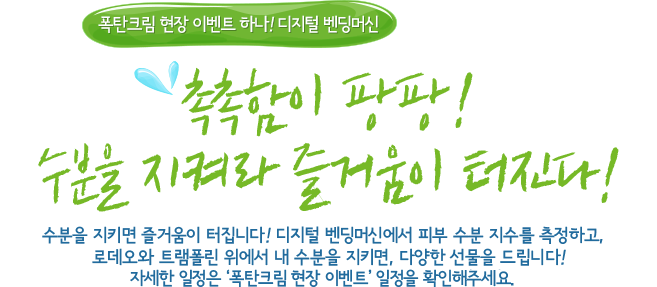 폭탄크림 현장 이벤트 하나! 디지털 벤딩머신
촉촉함이 팡팡!
수분을 지켜라 즐거움이 터진다!
수분을 지키면 즐거움이 터집니다! 디지털 벤딩머신에서 피부 수분 지수를 측정하고,
로데오와 트램폴린 위에서 내 수분을 지키면, 다양한 선물을 드립니다!
자세한 일정은 '폭탄크림 현장 이벤트' 일정을 확인해주세요.